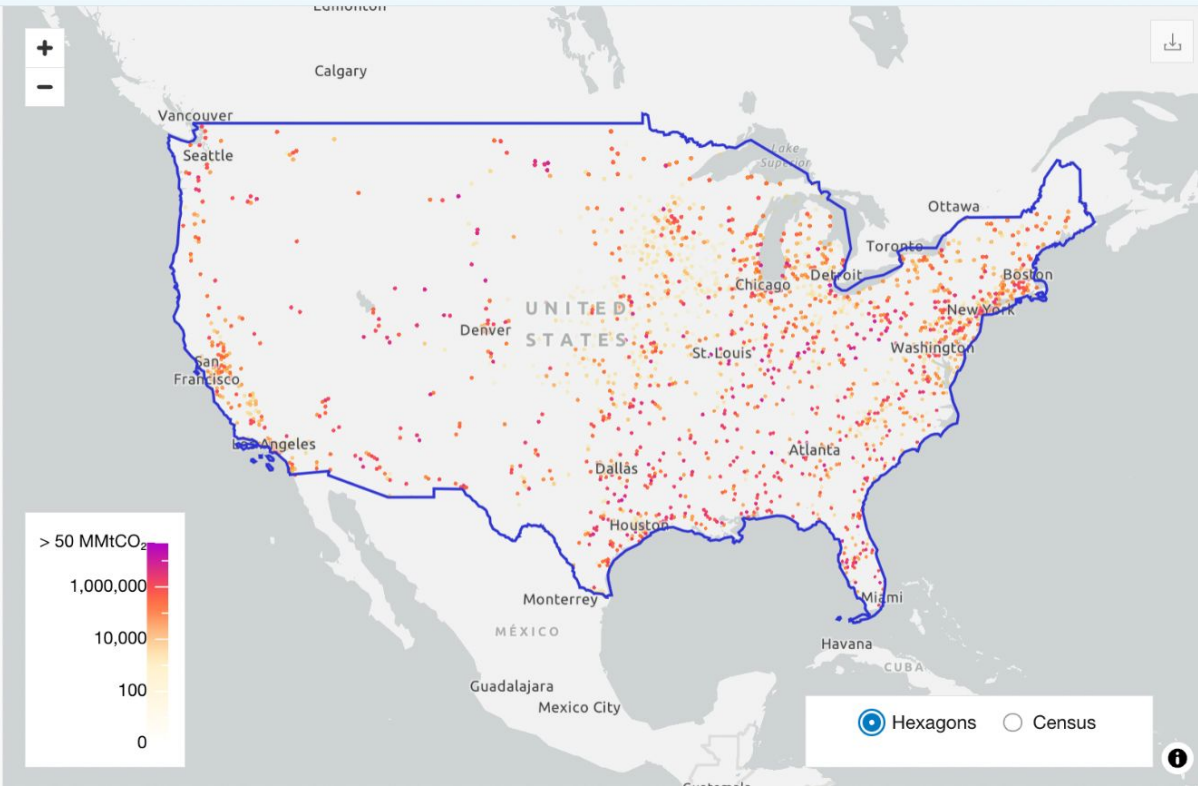 Edmonton
Calgary
Vancouver
Seattle
Lake
Superior
Ottawa
Toronto
Detroit
Boston
Chicago
New York
UNITED
STATES
Denver
St. Louis
Washington
San
Francisco
Los Angeles
Atlanta
Dallas
Houston
Monterrey
Miami
MÉXICO
Havana
CUBA
Guadalajara
Mexico City
Guatemala
+
−
> 50 MMtCO₂
1,000,000
10,000
100
0
Hexagons
Census
i